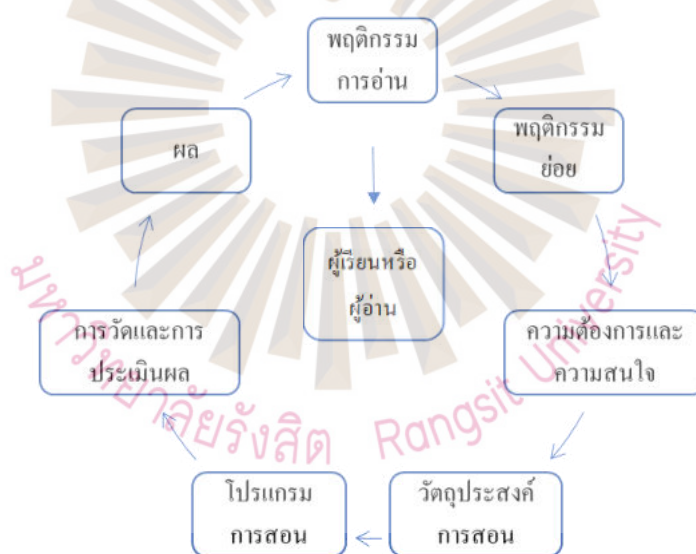 พฤติกรรม
การอ่าน
พฤติกรรม
ย่อย
ความต้องการและ
ความสนใจ
วัตถุประสงค์
การสอน
โปรแกรม
การสอน
การวัดและการ
ประเมินผล
ผล
ผู้เรียนหรือ
ผู้อ่าน
มหาวิทยาลัยรังสิต Rangsit University